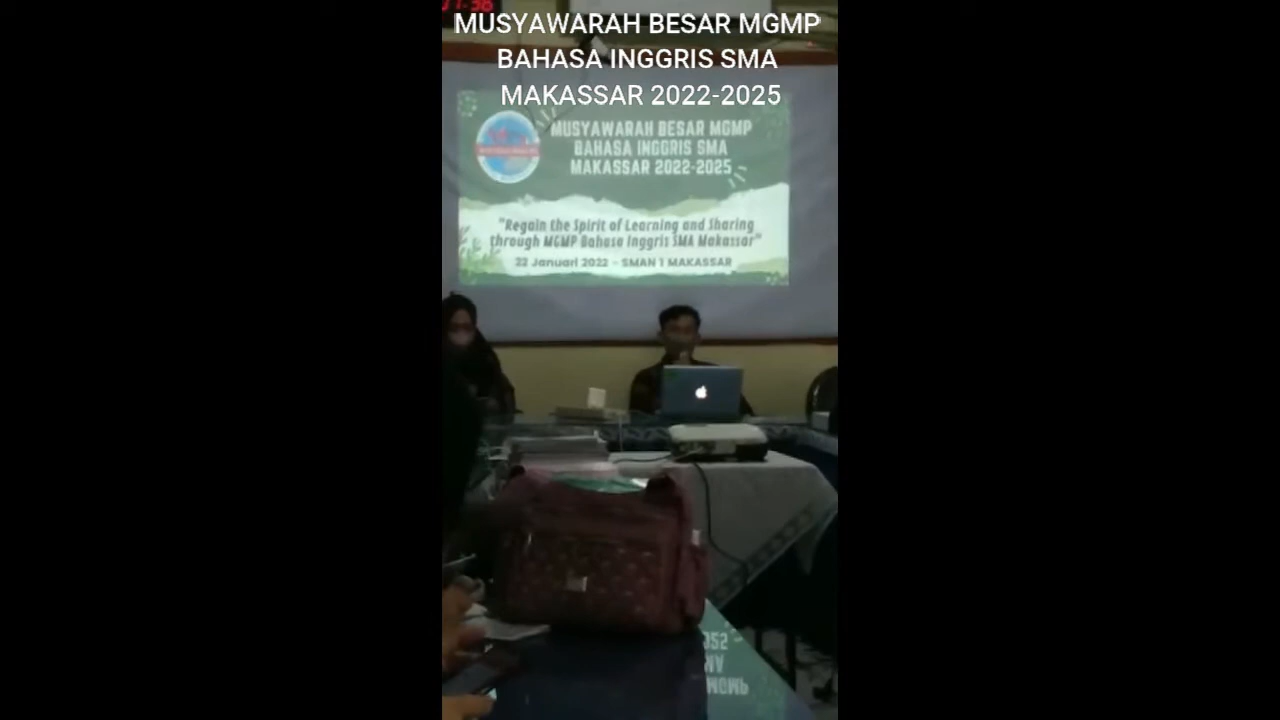 MUSYAWARAH BESAR MGMP
BAHASA INGGRIS SMA
MAKASSAR 2022-2025
MUSYAWARAH BESAR MGMP
BAHASA INGGRIS SMA
MAKASSAR 2022-2025
"Regain the Spirit of Learning and Sharing
through MGMP Bahasa Inggris SMA Makassar"
22 Januari 2022 - SMAN 1 MAKASSAR